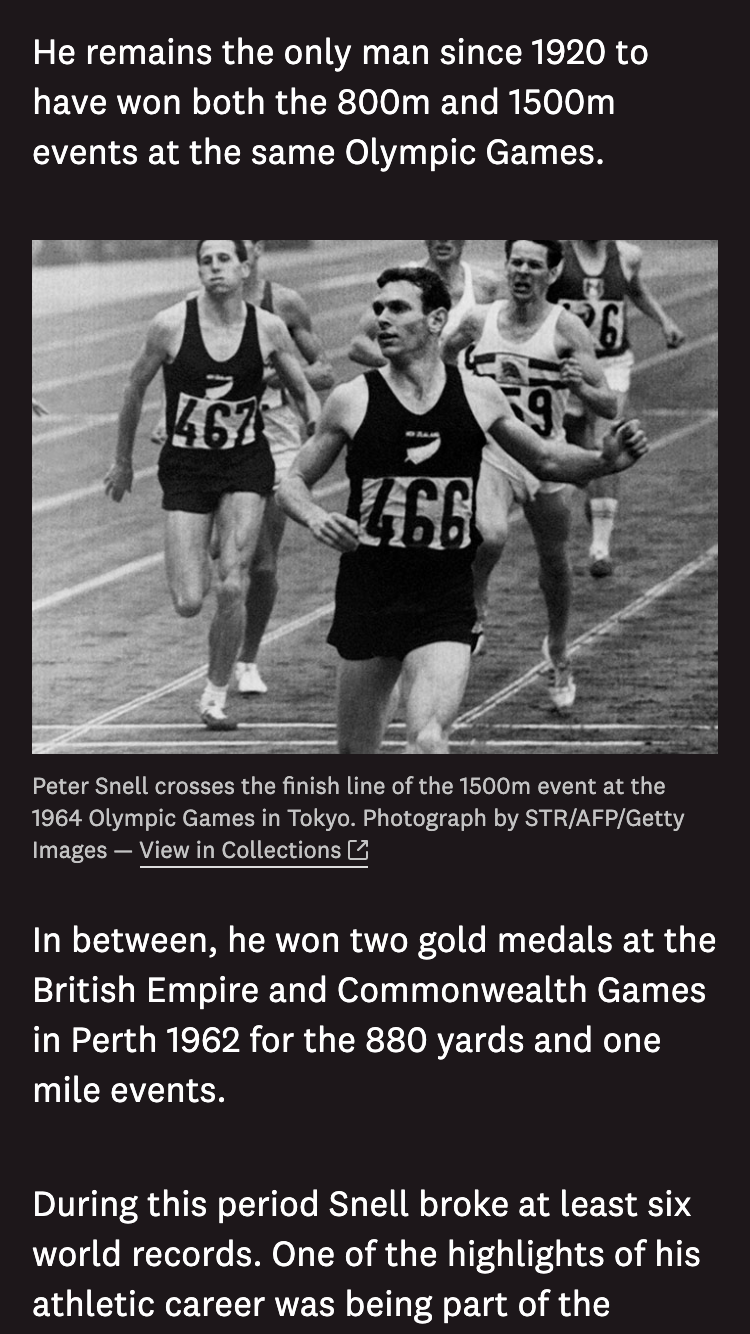 He remains the only man since 1920 to
have won both the 800m and 1500m
events at the same Olympic Games.
467
NEW ZEALAND
466
59
Peter Snell crosses the finish line of the 1500m event at the
1964 Olympic Games in Tokyo. Photograph by STR/AFP/Getty
Images — View in Collections
In between, he won two gold medals at the
British Empire and Commonwealth Games
in Perth 1962 for the 880 yards and one
mile events.
During this period Snell broke at least six
world records. One of the highlights of his
athletic career was being part of the